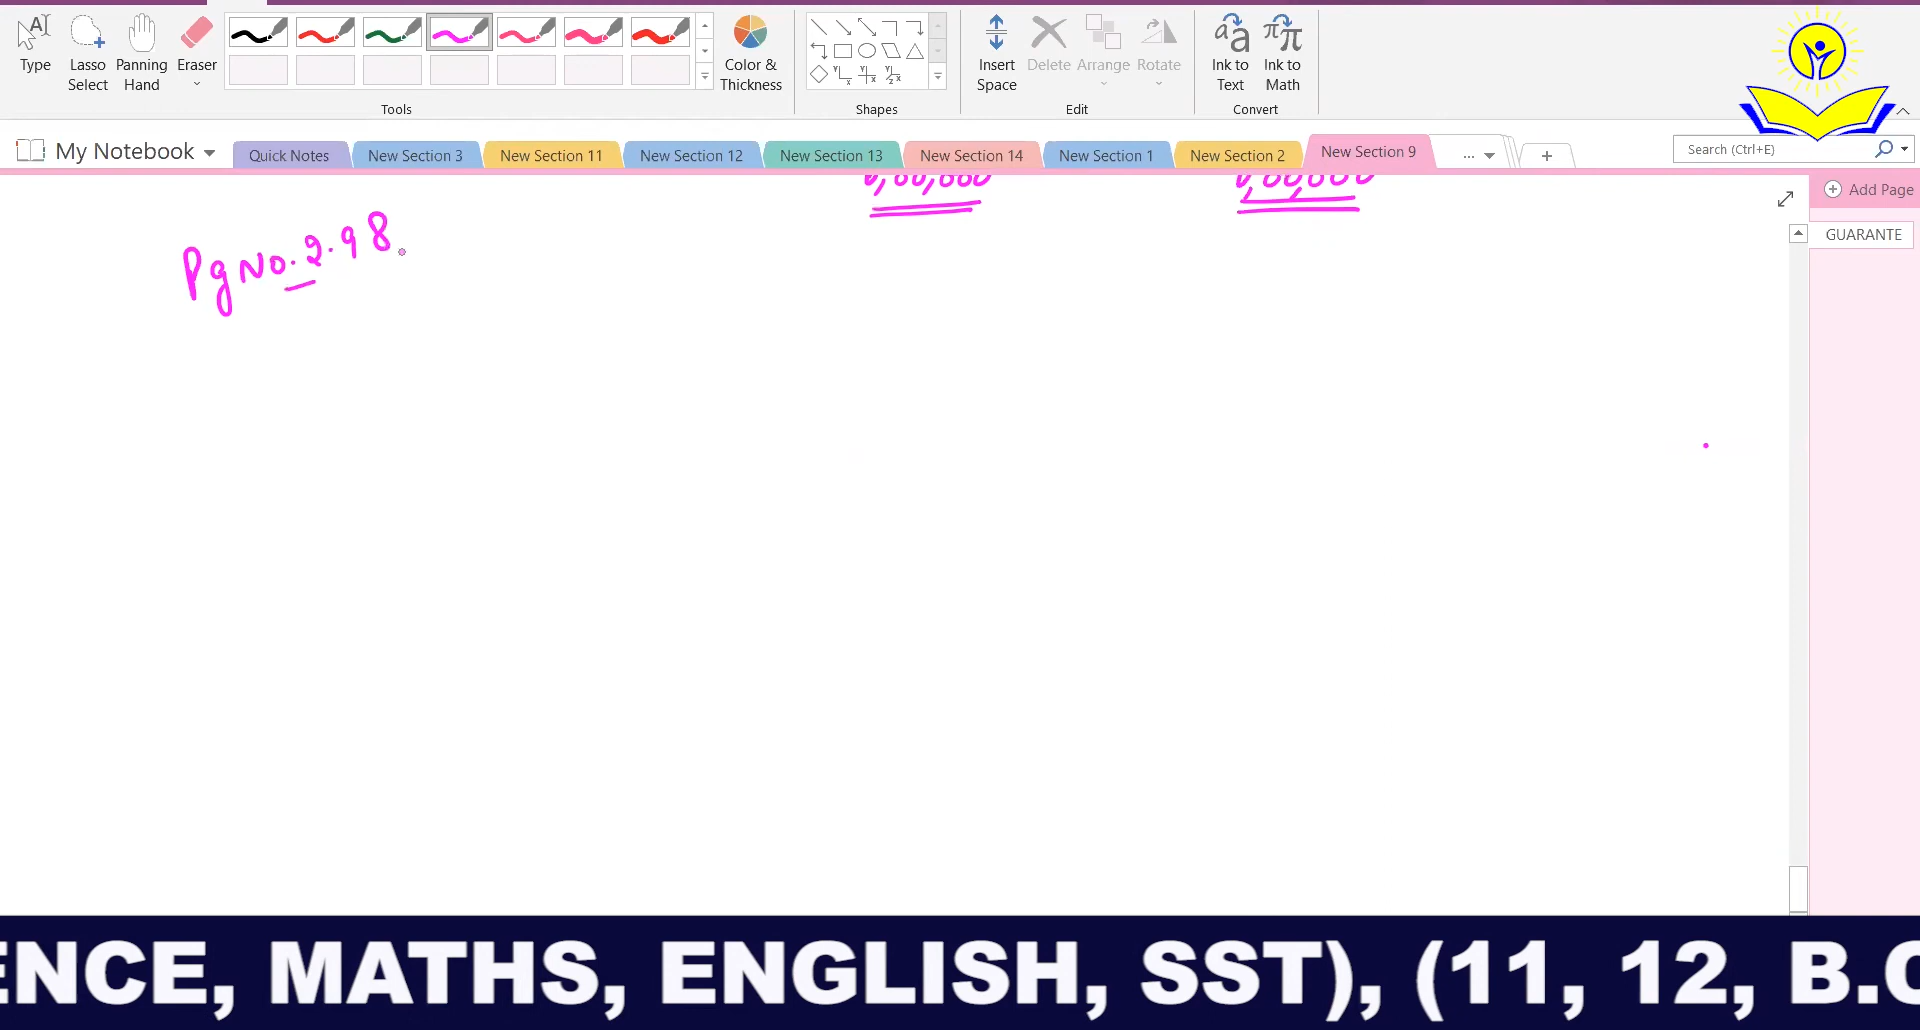 Type
Lasso Select
Panning Hand
Eraser
Color & Thickness
Insert Space
Delete
Arrange
Rotate
Ink to Text
Ink to Math
Tools
Shapes
Edit
Convert
My Notebook
Quick Notes
New Section 3
New Section 11
New Section 12
New Section 13
New Section 14
New Section 1
New Section 2
New Section 9
...
Search (Ctrl+E)
Add Page
GUARANTE
Pg No. 2.98
ENCE, MATHS, ENGLISH, SST), (11, 12, B.C